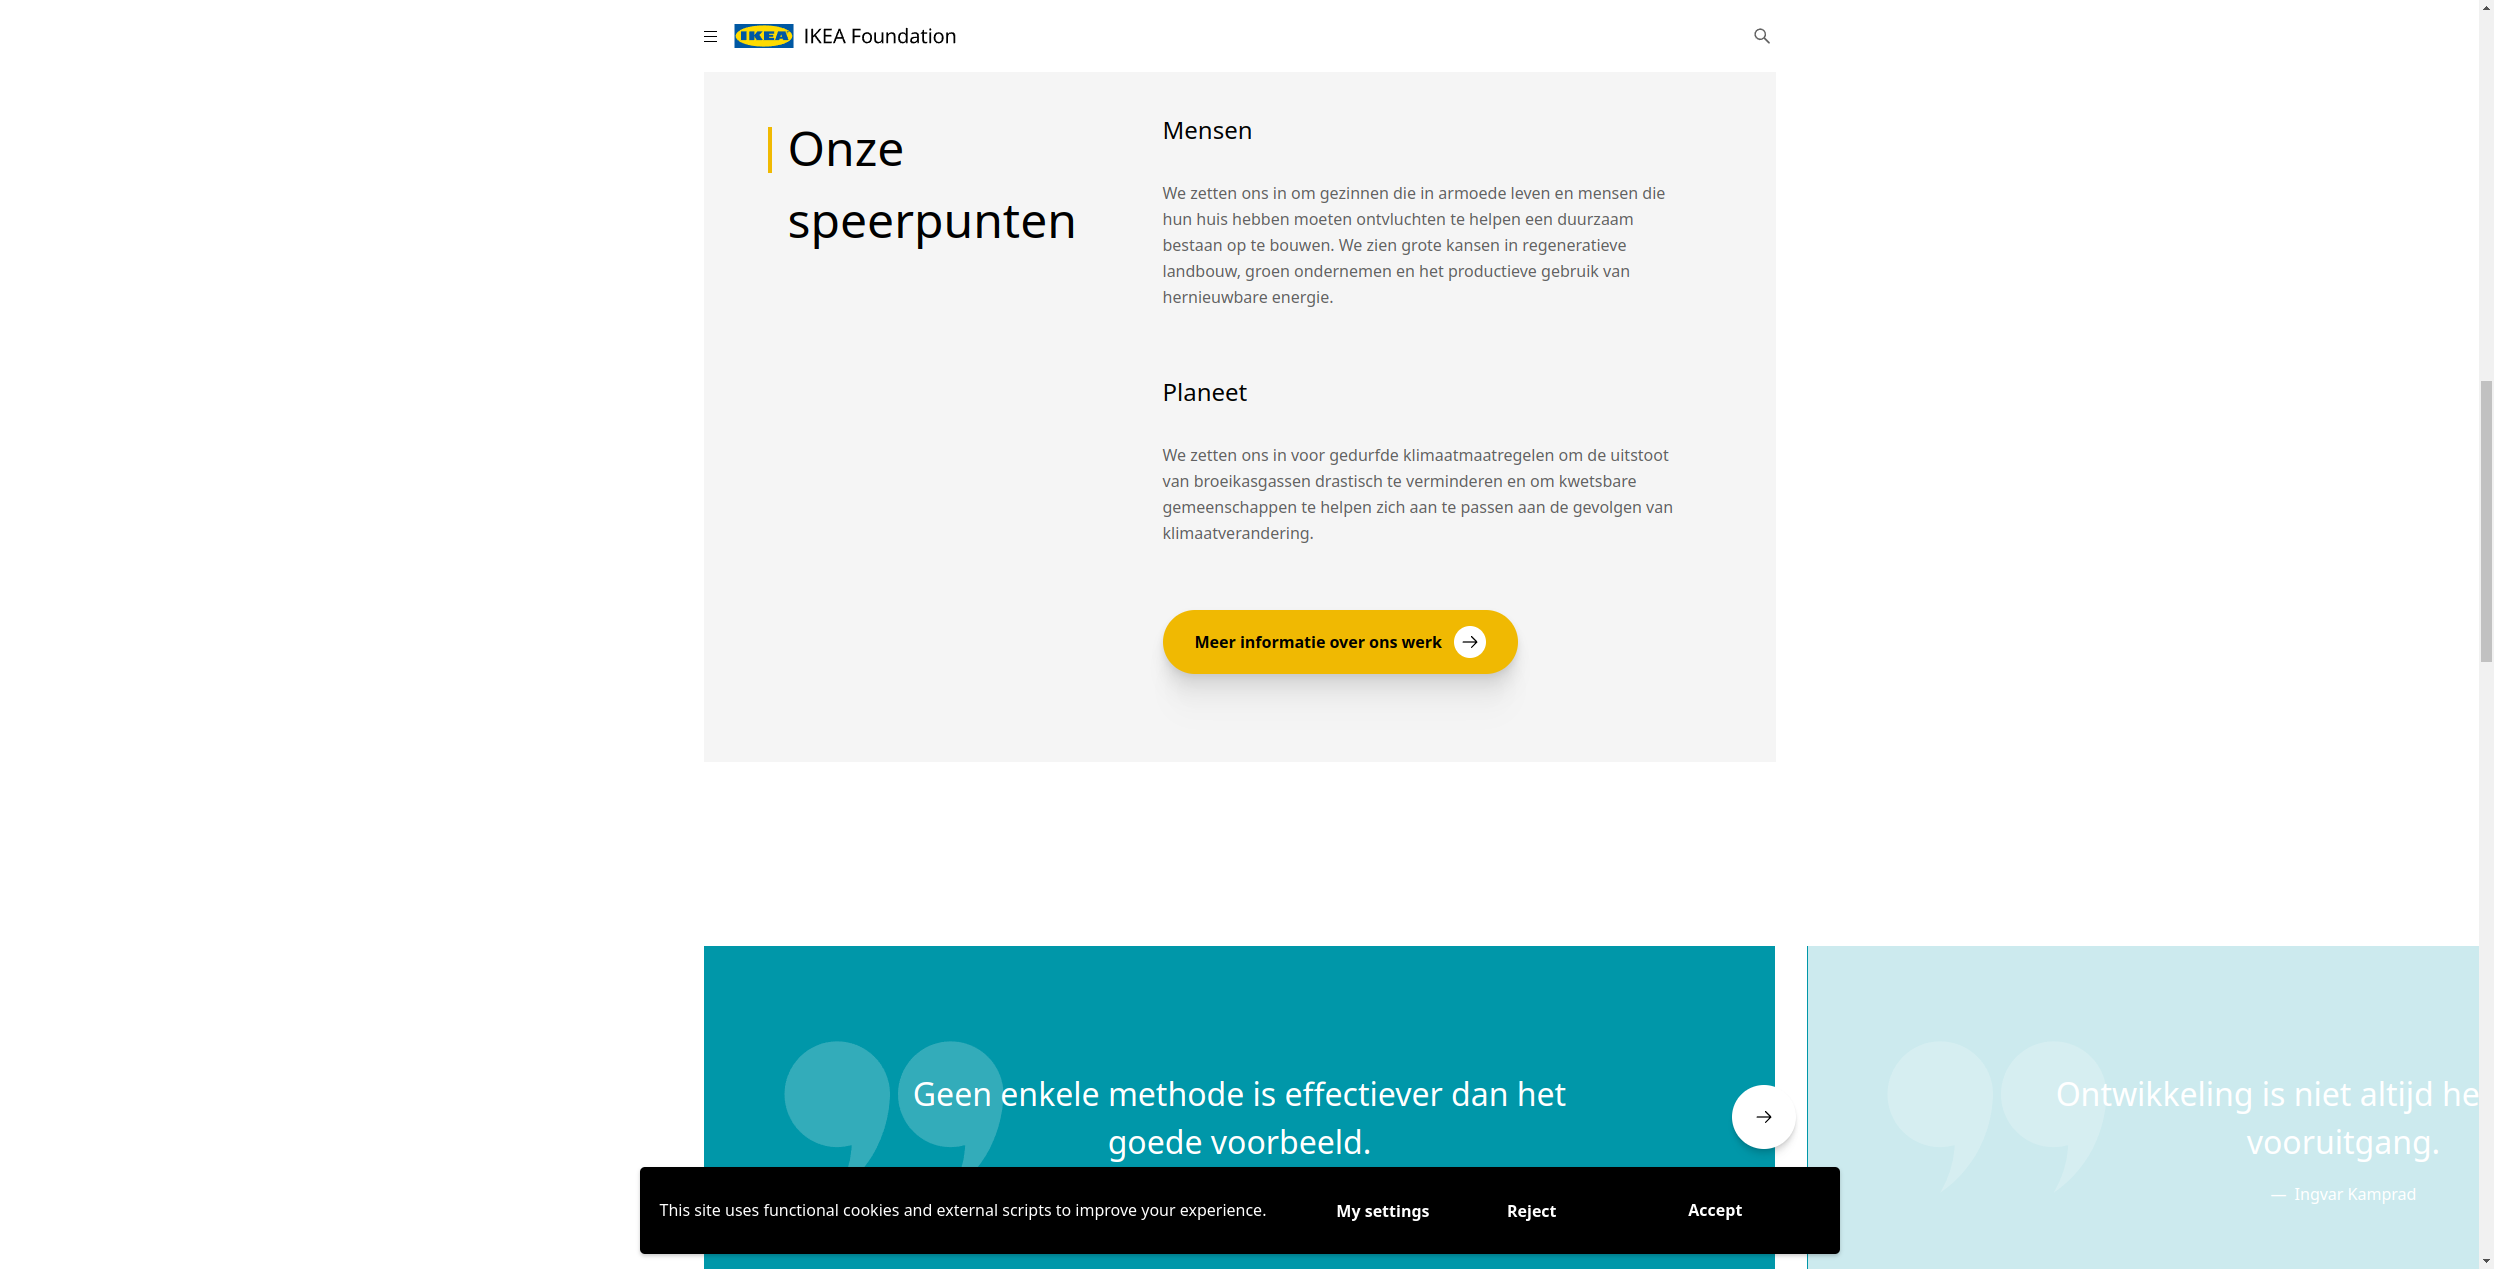 IKEA
IKEA Foundation
Onze
speerpunten
Mensen
We zetten ons in om gezinnen die in armoede leven en mensen die
hun huis hebben moeten ontvluchten te helpen een duurzaam
bestaan op te bouwen. We zien grote kansen in regeneratieve
landbouw, groen ondernemen en het productieve gebruik van
hernieuwbare energie.
Planeet
We zetten ons in voor gedurfde klimaatmaatregelen om de uitstoot
van broeikasgassen drastisch te verminderen en om kwetsbare
gemeenschappen te helpen zich aan te passen aan de gevolgen van
klimaatverandering.
Meer informatie over ons werk
Geen enkele methode is effectiever dan het
goede voorbeeld.
Ontwikkeling is niet altijd he
vooruitgang.
— Ingvar Kamprad
This site uses functional cookies and external scripts to improve your experience.
My settings
Reject
Accept